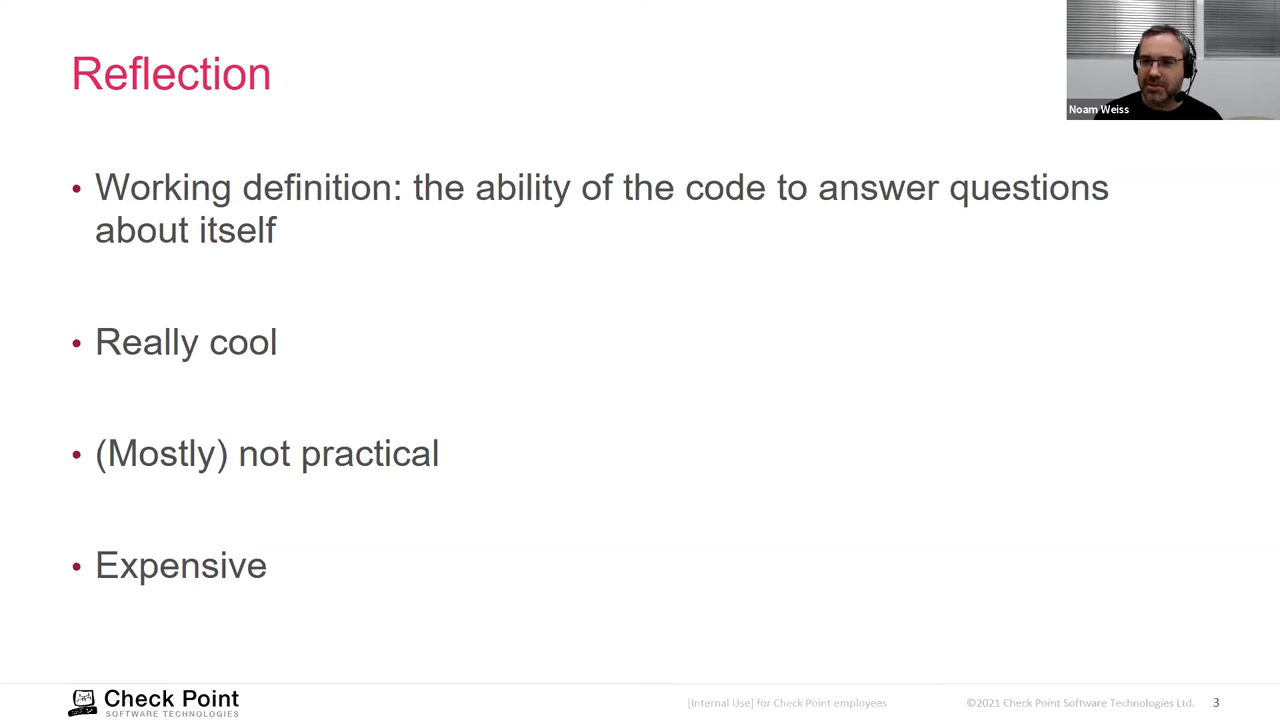 Reflection
Noam Weiss
• Working definition: the ability of the code to answer questions
about itself
• Really cool
• (Mostly) not practical
• Expensive
Check Point
SOFTWARE TECHNOLOGIES
[Internal Use] for Check Point employees
©2021 Check Point Software Technologies Ltd.
3